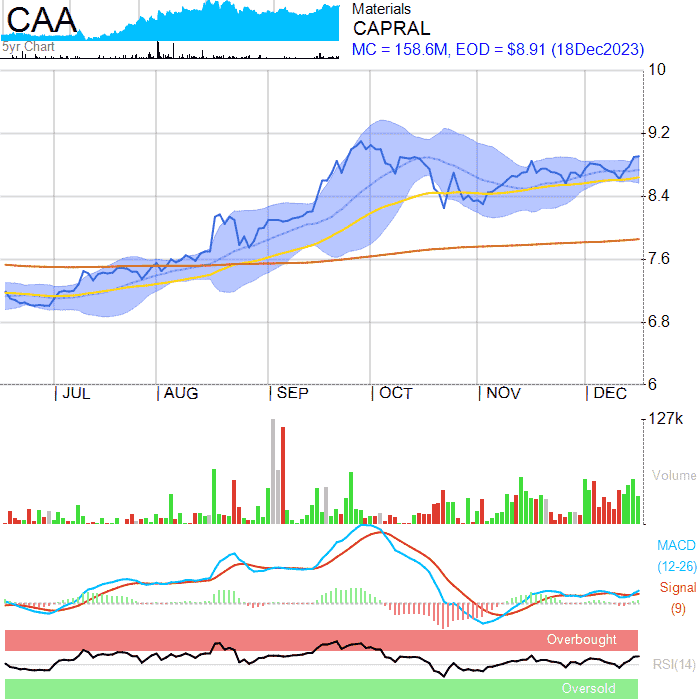 CAA
5yr Chart
Materials
CAPRAL
MC = 158.6M, EOD = $8.91 (18Dec2023)
10
9.2
8.4
7.6
6.8
6
JUL AUG SEP OCT NOV DEC
127k
Volume
MACD
(12-26)
Signal
(9)
Overbought
RSI(14)
Oversold